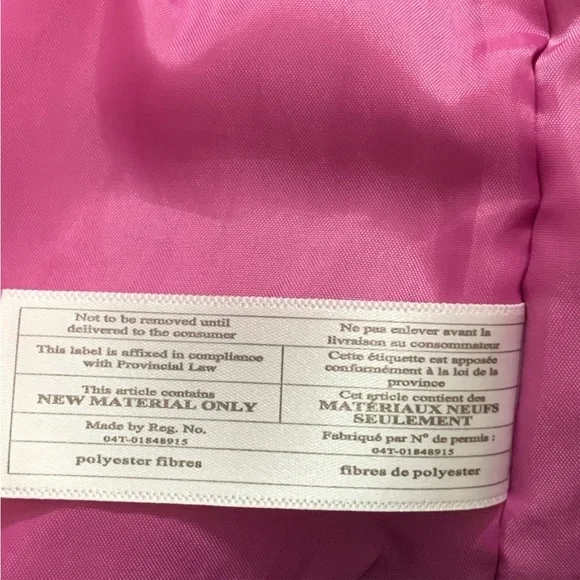 Not to be removed until
delivered to the consumer
Ne pas enlever avant la
livraison au consommateur
This label is affixed in compliance
with Provincial Law
Cette étiquette est apposée
conformément à la loi de la
province
This article contains
NEW MATERIAL ONLY
Cet article contient des
MATÉRIAUX NEUFS
SEULEMENT
Made by Reg. No.
04T-01848915
Fabriqué par N° de permis :
04T-01848915
polyester fibres
fibres de polyester